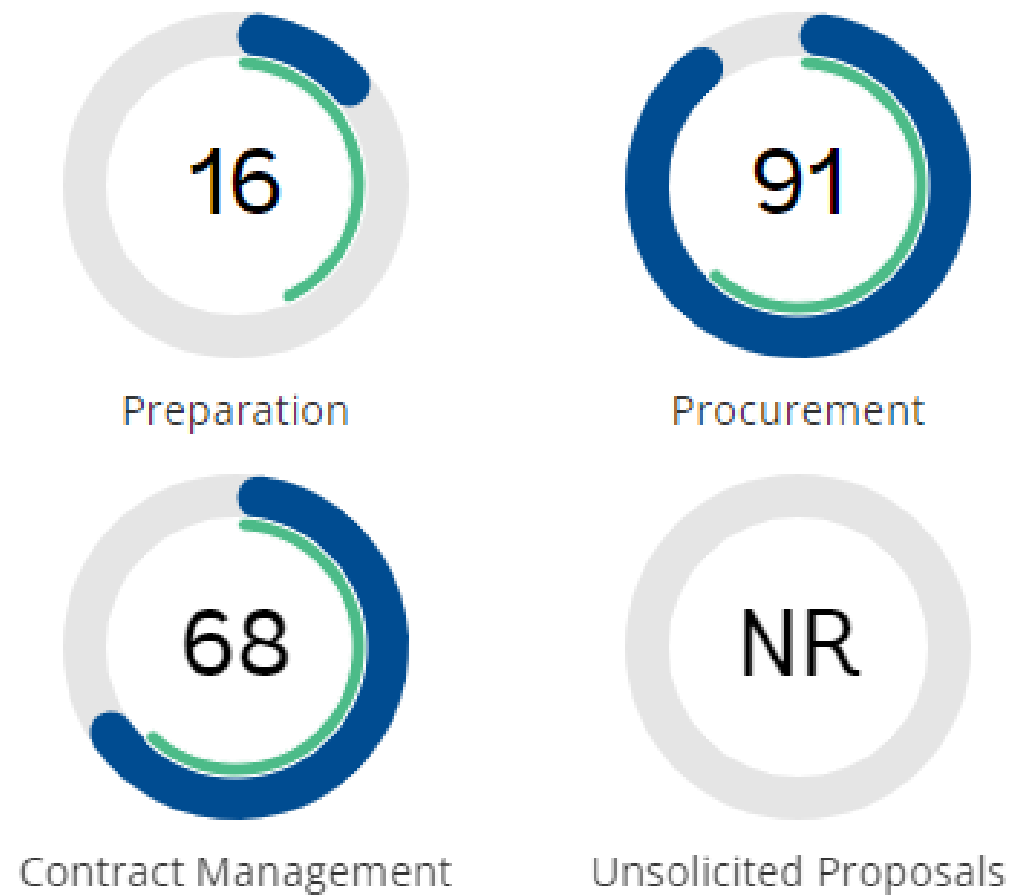 16
91
Preparation
Procurement
68
NR
Contract Management
Unsolicited Proposals